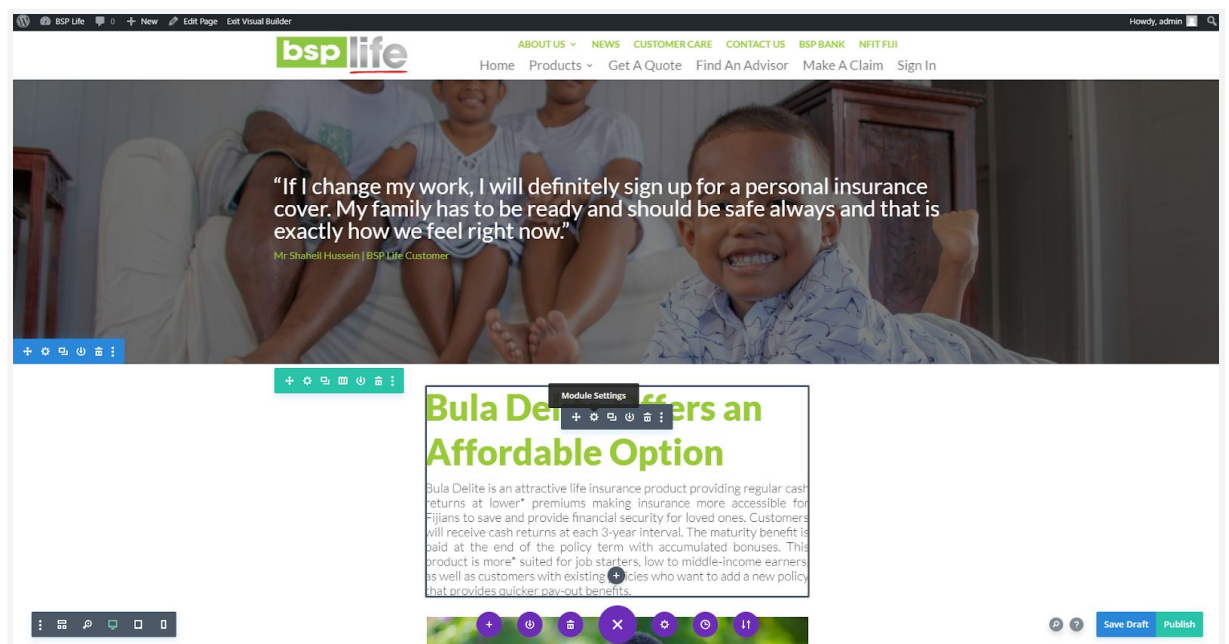 BSP Life 0 + New Edit Page Exit Visual Builder Howdy, admin
bsp life
ABOUT US NEWS CUSTOMER CARE CONTACT US BSP BANK NFIT FIJI
Home Products Get A Quote Find An Advisor Make A Claim Sign In
“If I change my work, I will definitely sign up for a personal insurance
cover. My family has to be ready and should be safe always and that is
exactly how we feel right now.”
Mr Shaheil Hussein | BSP Life Customer
Module Settings
Bula De ffers an
Affordable Option
Bula Delite is an attractive life insurance product providing regular cash
returns at lower* premiums making insurance more accessible for
Fijians to save and provide financial security for loved ones. Customers
will receive cash returns at each 3-year interval. The maturity benefit is
paid at the end of the policy term with accumulated bonuses. This
product is more* suited for job starters, low to middle-income earners,
as well as customers with existing icies who want to add a new policy
that provides quicker pay-out benefits.
Save Draft Publish